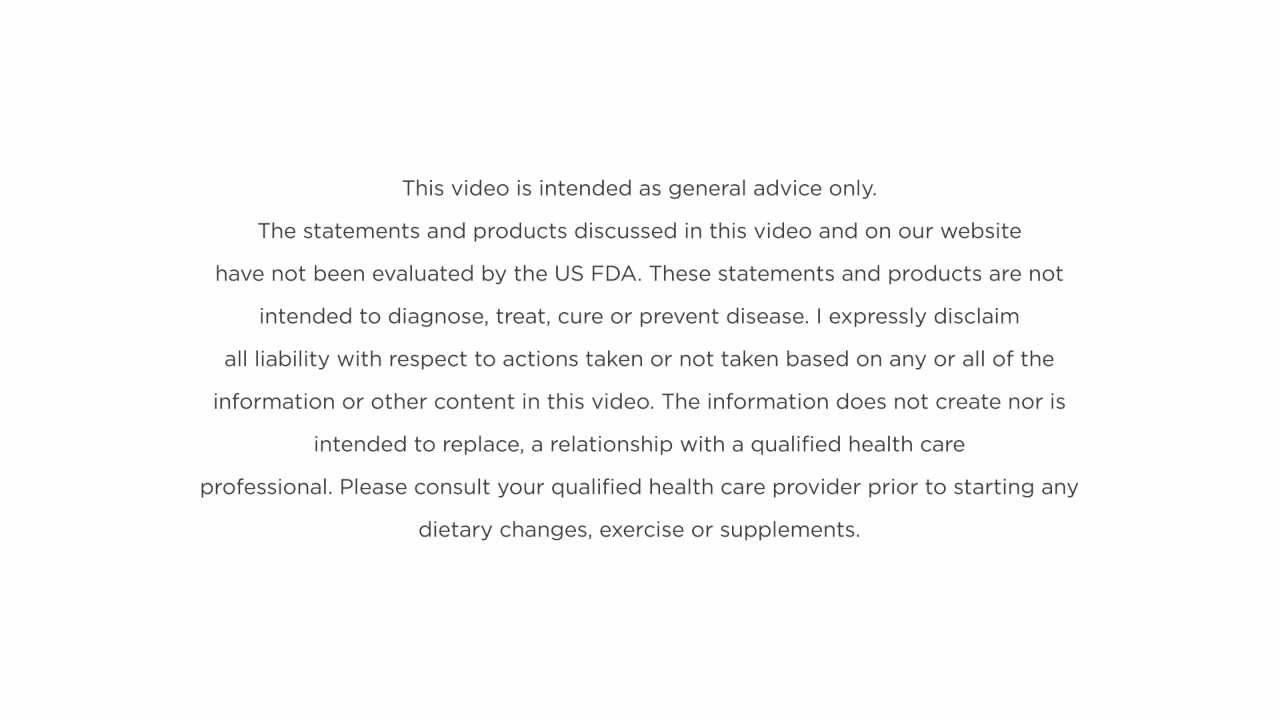 This video is intended as general advice only.
The statements and products discussed in this video and on our website
have not been evaluated by the US FDA. These statements and products are not
intended to diagnose, treat, cure or prevent disease. I expressly disclaim
all liability with respect to actions taken or not taken based on any or all of the
information or other content in this video. The information does not create nor is
intended to replace, a relationship with a qualified health care
professional. Please consult your qualified health care provider prior to starting any
dietary changes, exercise or supplements.